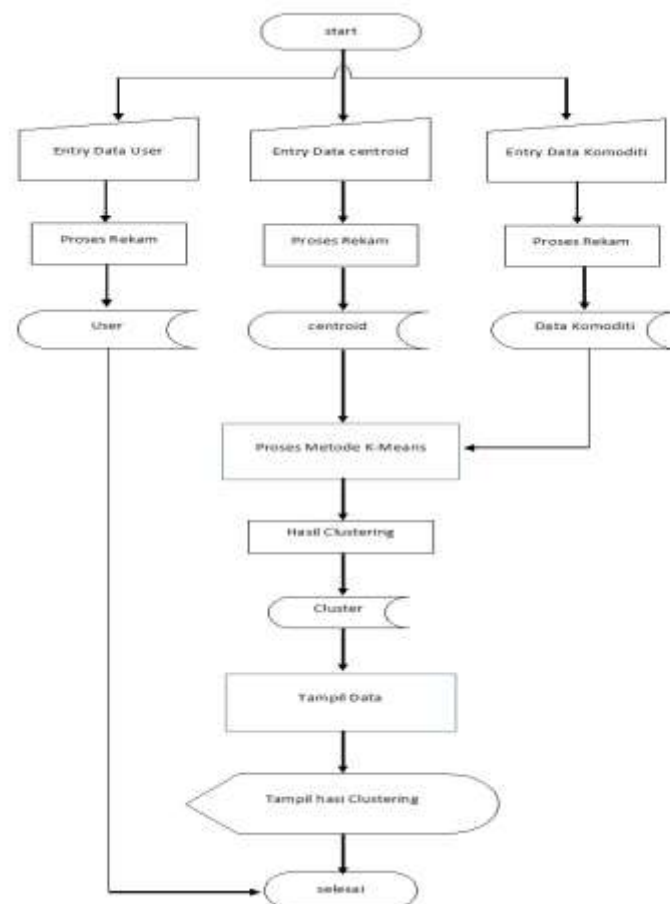 start
Entry Data User
Entry Data centroid
Entry Data Komoditi
Proses Rekam
Proses Rekam
Proses Rekam
User
centroid
Data Komoditi
Proses Metode K-Means
Hasil Clustering
Cluster
Tampil Data
Tampil hasi Clustering
selesai